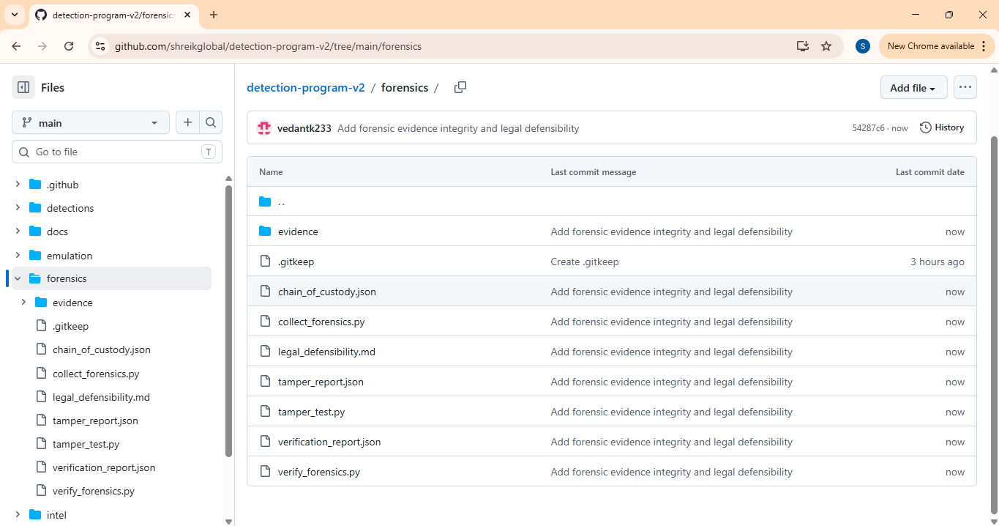 detection-program-v2/forensics
github.com/shreikglobal/detection-program-v2/tree/main/forensics
S
New Chrome available
Files
main
Go to file
T
.github
detections
docs
emulation
forensics
evidence
.gitkeep
chain_of_custody.json
collect_forensics.py
legal_defensibility.md
tamper_report.json
tamper_test.py
verification_report.json
verify_forensics.py
intel
detection-program-v2 / forensics /
Add file
vedantk233 Add forensic evidence integrity and legal defensibility 54287c6 · now History
Name Last commit message Last commit date
..
evidence Add forensic evidence integrity and legal defensibility now
.gitkeep Create .gitkeep 3 hours ago
chain_of_custody.json Add forensic evidence integrity and legal defensibility now
collect_forensics.py Add forensic evidence integrity and legal defensibility now
legal_defensibility.md Add forensic evidence integrity and legal defensibility now
tamper_report.json Add forensic evidence integrity and legal defensibility now
tamper_test.py Add forensic evidence integrity and legal defensibility now
verification_report.json Add forensic evidence integrity and legal defensibility now
verify_forensics.py Add forensic evidence integrity and legal defensibility now